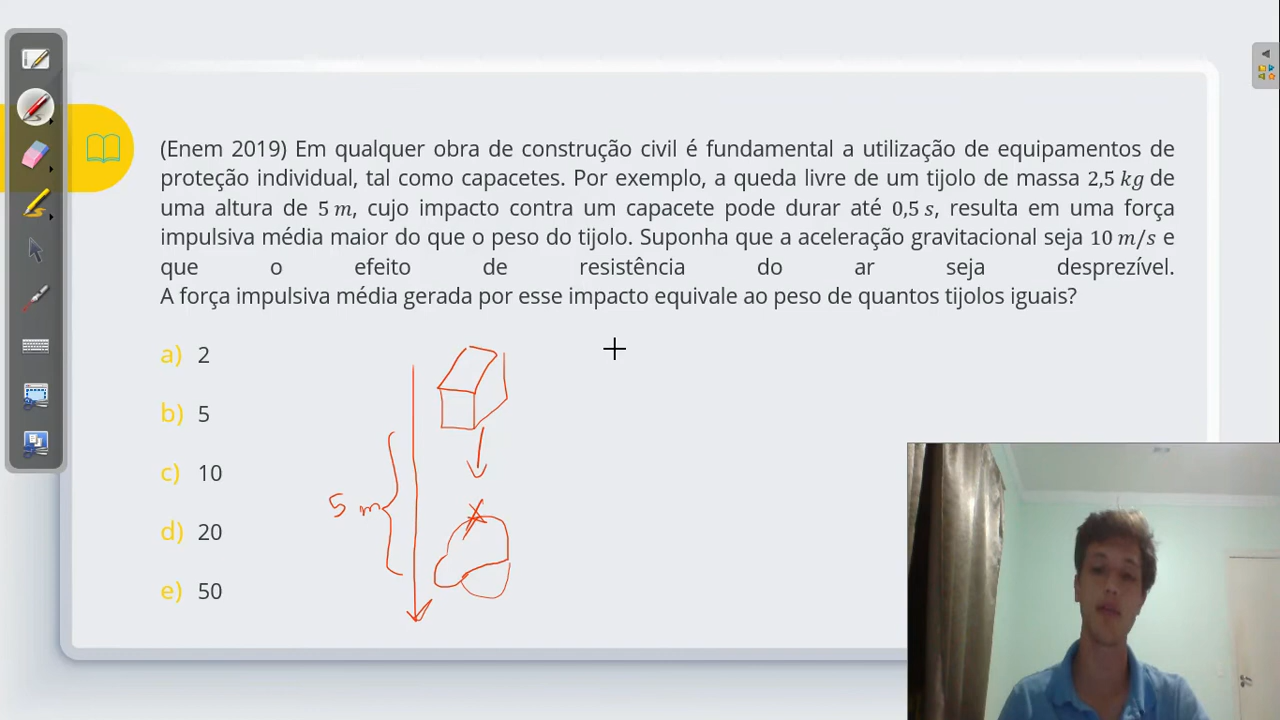 (Enem 2019) Em qualquer obra de construção civil é fundamental a utilização de equipamentos de
proteção individual, tal como capacetes. Por exemplo, a queda livre de um tijolo de massa 2,5 kg de
uma altura de 5 m, cujo impacto contra um capacete pode durar até 0,5 s, resulta em uma força
impulsiva média maior do que o peso do tijolo. Suponha que a aceleração gravitacional seja 10 m/s e
que o efeito de resistência do ar seja desprezível.
A força impulsiva média gerada por esse impacto equivale ao peso de quantos tijolos iguais?
a) 2
b) 5
c) 10
d) 20
e) 50
5 m